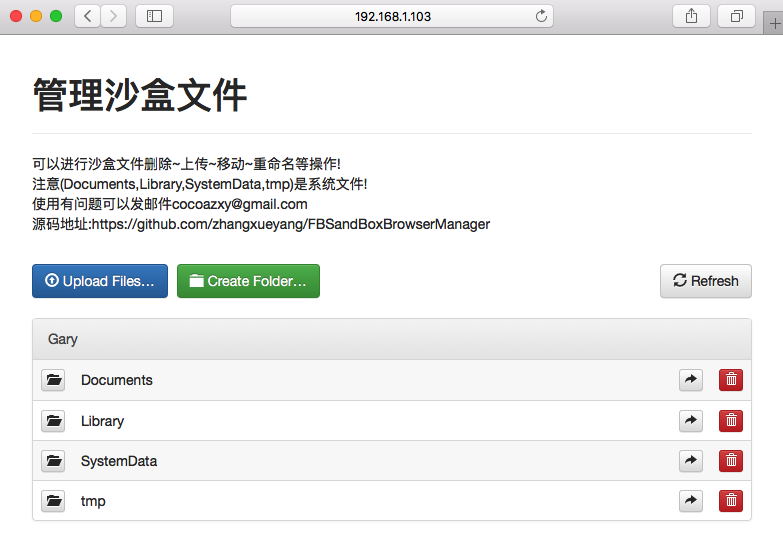 192.168.1.103
管理沙盒文件
可以进行沙盒文件删除~上传~移动~重命名等操作!
注意(Documents,Library,SystemData,tmp)是系统文件!
使用有问题可以发邮件cocoazxy@gmail.com
源码地址:https://github.com/zhangxueyang/FBSandBoxBrowserManager
Upload Files... Create Folder... Refresh
Gary
Documents
Library
SystemData
tmp